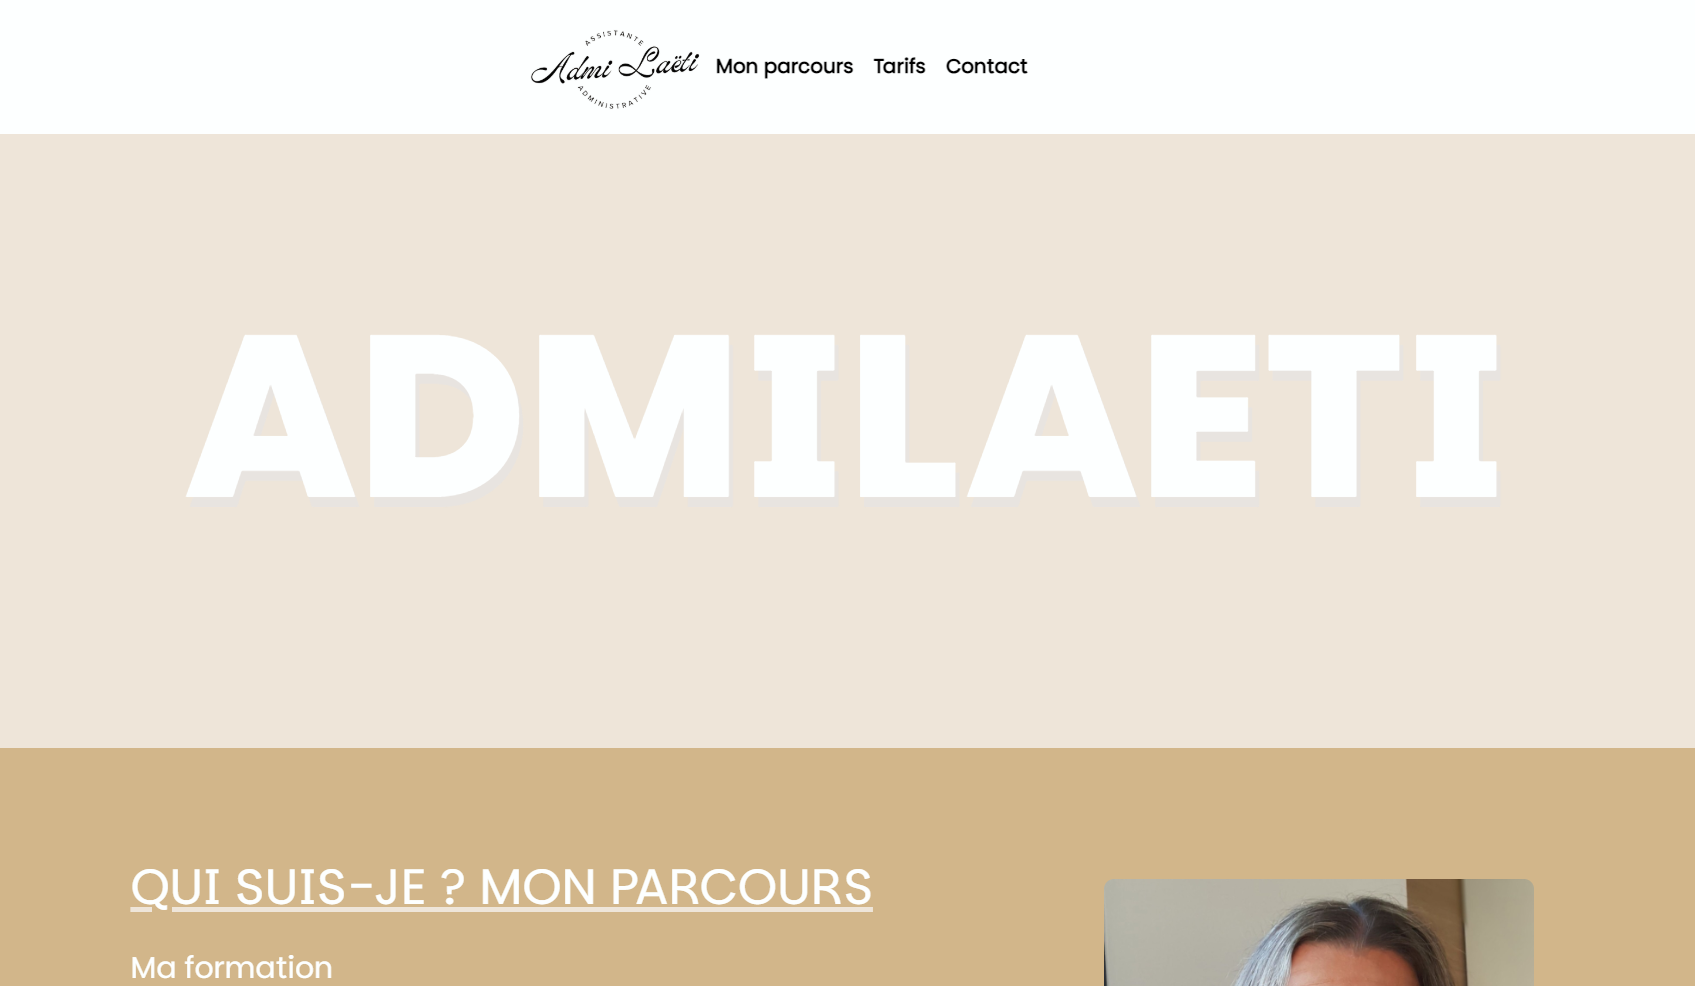 ASSISTANTE
Admi Laëti
ADMINISTRATIVE
Mon parcours Tarifs Contact
ADMILAETI
QUI SUIS-JE ? MON PARCOURS
Ma formation